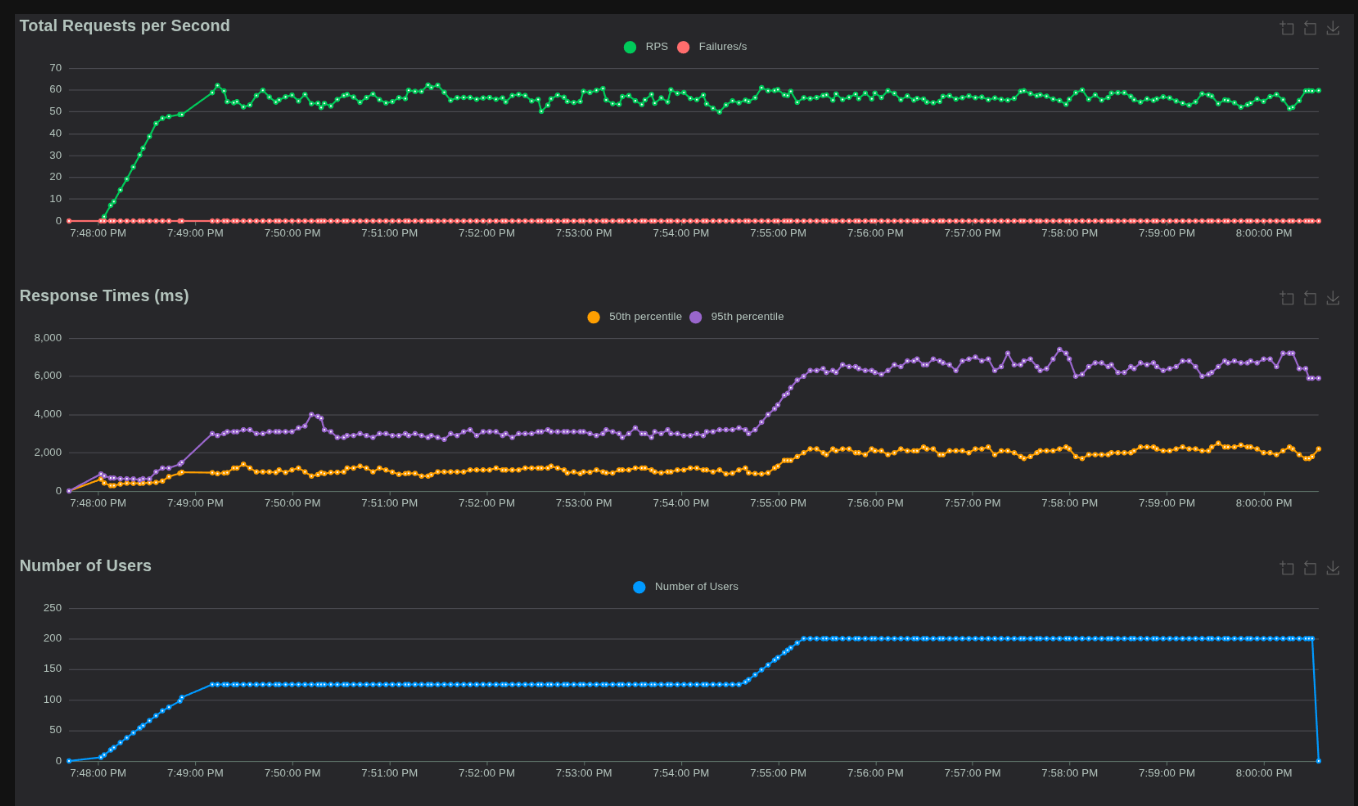 Total Requests per Second
RPS Failures/s
70
60
50
40
30
20
10
0
7:48:00 PM 7:49:00 PM 7:50:00 PM 7:51:00 PM 7:52:00 PM 7:53:00 PM 7:54:00 PM 7:55:00 PM 7:56:00 PM 7:57:00 PM 7:58:00 PM 7:59:00 PM 8:00:00 PM
Response Times (ms)
50th percentile 95th percentile
8,000
6,000
4,000
2,000
0
7:48:00 PM 7:49:00 PM 7:50:00 PM 7:51:00 PM 7:52:00 PM 7:53:00 PM 7:54:00 PM 7:55:00 PM 7:56:00 PM 7:57:00 PM 7:58:00 PM 7:59:00 PM 8:00:00 PM
Number of Users
Number of Users
250
200
150
100
50
0
7:48:00 PM 7:49:00 PM 7:50:00 PM 7:51:00 PM 7:52:00 PM 7:53:00 PM 7:54:00 PM 7:55:00 PM 7:56:00 PM 7:57:00 PM 7:58:00 PM 7:59:00 PM 8:00:00 PM